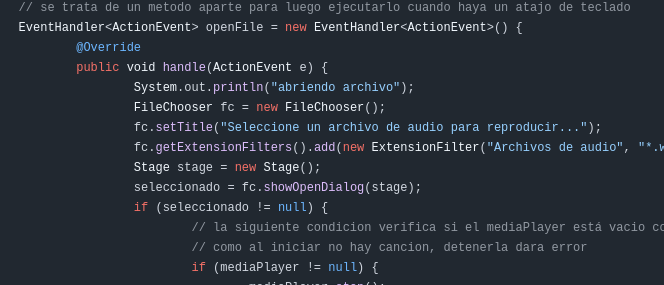 // se trata de un metodo aparte para luego ejecutarlo cuando haya un atajo de teclado
EventHandler<ActionEvent> openFile = new EventHandler<ActionEvent>() {
@Override
public void handle(ActionEvent e) {
System.out.println("abriendo archivo");
FileChooser fc = new FileChooser();
fc.setTitle("Seleccione un archivo de audio para reproducir...");
fc.getExtensionFilters().add(new ExtensionFilter("Archivos de audio", "*.w
Stage stage = new Stage();
seleccionado = fc.showOpenDialog(stage);
if (seleccionado != null) {
// la siguiente condicion verifica si el mediaPlayer está vacio co
// como al iniciar no hay cancion, detenerla dara error
if (mediaPlayer != null) {
mediaPlayer.stop();